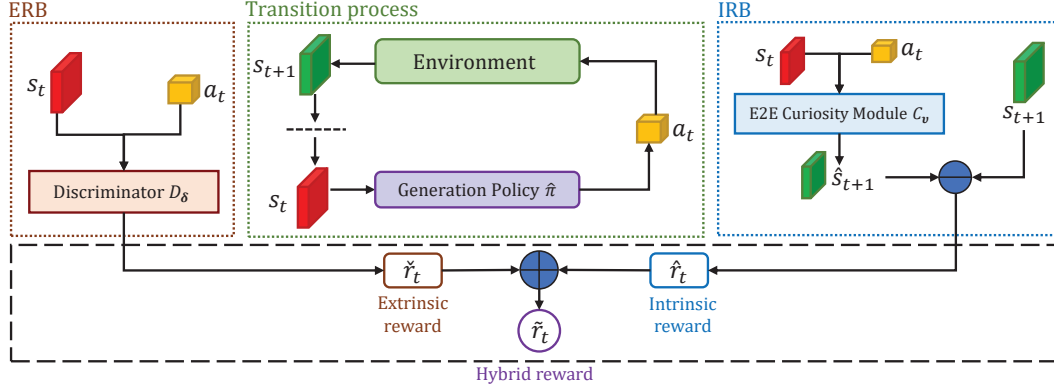 ERB
s_t
a_t
Discriminator D_δ
Transition process
s_{t+1}
Environment
a_t
s_t
Generation Policy π̂
IRB
s_t
a_t
E2E Curiosity Module C_υ
s_{t+1}
ŝ_{t+1}
ř_t
r̂_t
Extrinsic
reward
Intrinsic
reward
r̃_t
Hybrid reward